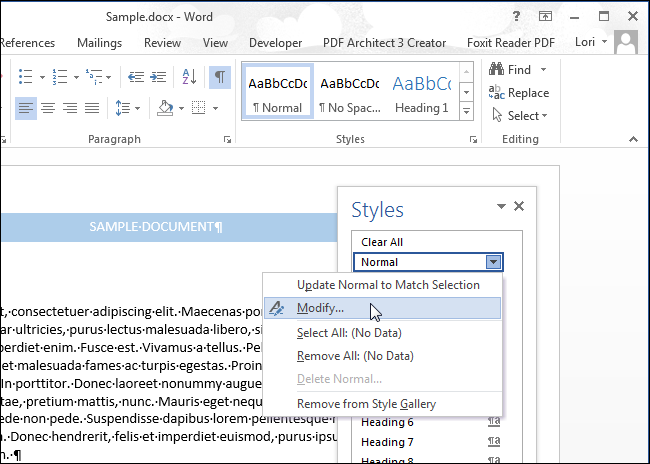 Sample.docx - Word
References Mailings Review View Developer PDF Architect 3 Creator Foxit Reader PDF Lori
AaBbCcDc AaBbCcDc AaBbCc
¶ Normal ¶ No Spac... Heading 1
Find
Replace
Select
Paragraph Styles Editing
SAMPLE·DOCUMENT¶
Styles
Clear All
Normal
Update Normal to Match Selection
Modify...
Select All: (No Data)
Remove All: (No Data)
Delete Normal...
Remove from Style Gallery
Heading 6 ¶a
Heading 7 ¶a
Heading 8 ¶a
t,·consectetuer·adipiscing·elit.·Maecenas·po
ar·ultricies,·purus·lectus·malesuada·libero,·si
perdiet·enim.·Fusce·est.·Vivamus·a·tellus.·Pel
et·malesuada·fames·ac·turpis·egestas.·Proin
In·porttitor.·Donec·laoreet·nonummy·augue
tae,·pretium·mattis,·nunc.·Mauris·eget·neque
ede·non·pede.·Suspendisse·dapibus·lorem·pellentesque
.·Donec·hendrerit,·felis·et·imperdiet·euismod,·purus·ipsu
n.·¶